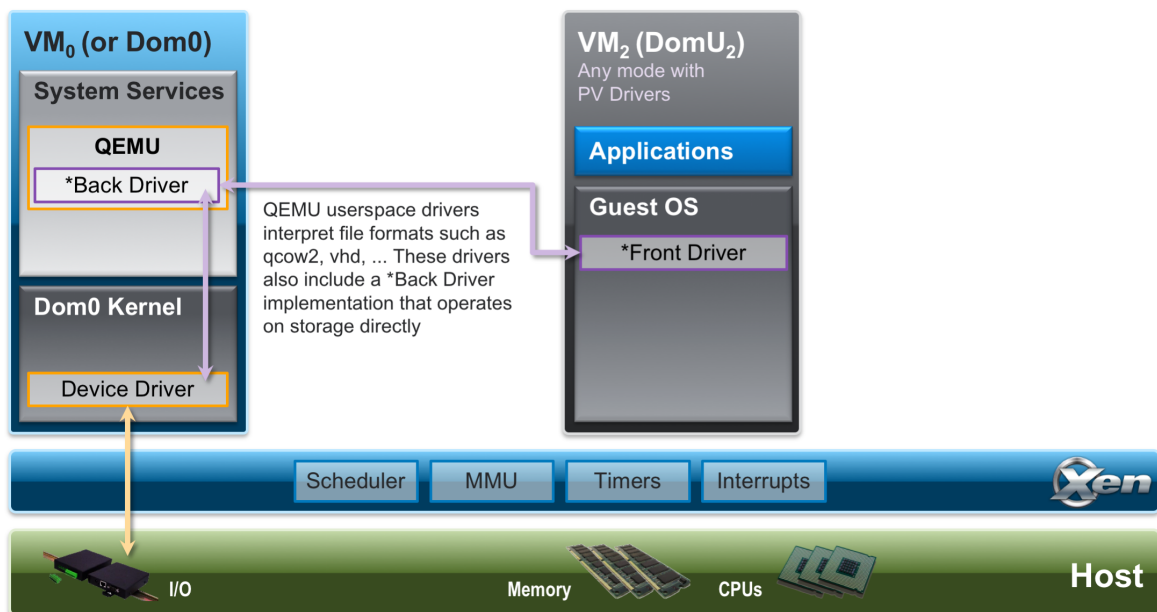 VM0 (or Dom0)
System Services
QEMU
*Back Driver
Dom0 Kernel
Device Driver
QEMU userspace drivers
interpret file formats such as
qcow2, vhd, ... These drivers
also include a *Back Driver
implementation that operates
on storage directly
VM2 (DomU2)
Any mode with
PV Drivers
Applications
Guest OS
*Front Driver
Scheduler
MMU
Timers
Interrupts
Xen
I/O
Memory
CPUs
Host